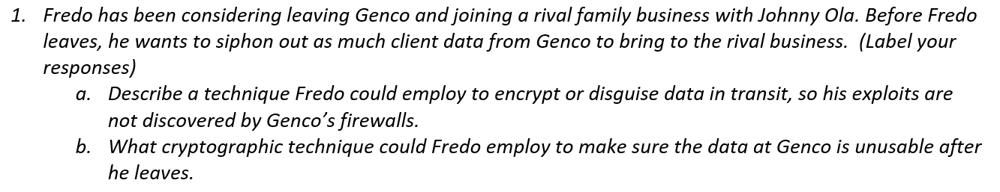 1. Fredo has been considering leaving Genco and joining a rival family business with Johnny Ola. Before Fredo
leaves, he wants to siphon out as much client data from Genco to bring to the rival business.  (Label your
responses)
a. Describe a technique Fredo could employ to encrypt or disguise data in transit, so his exploits are
not discovered by Genco’s firewalls.
b. What cryptographic technique could Fredo employ to make sure the data at Genco is unusable after
he leaves.